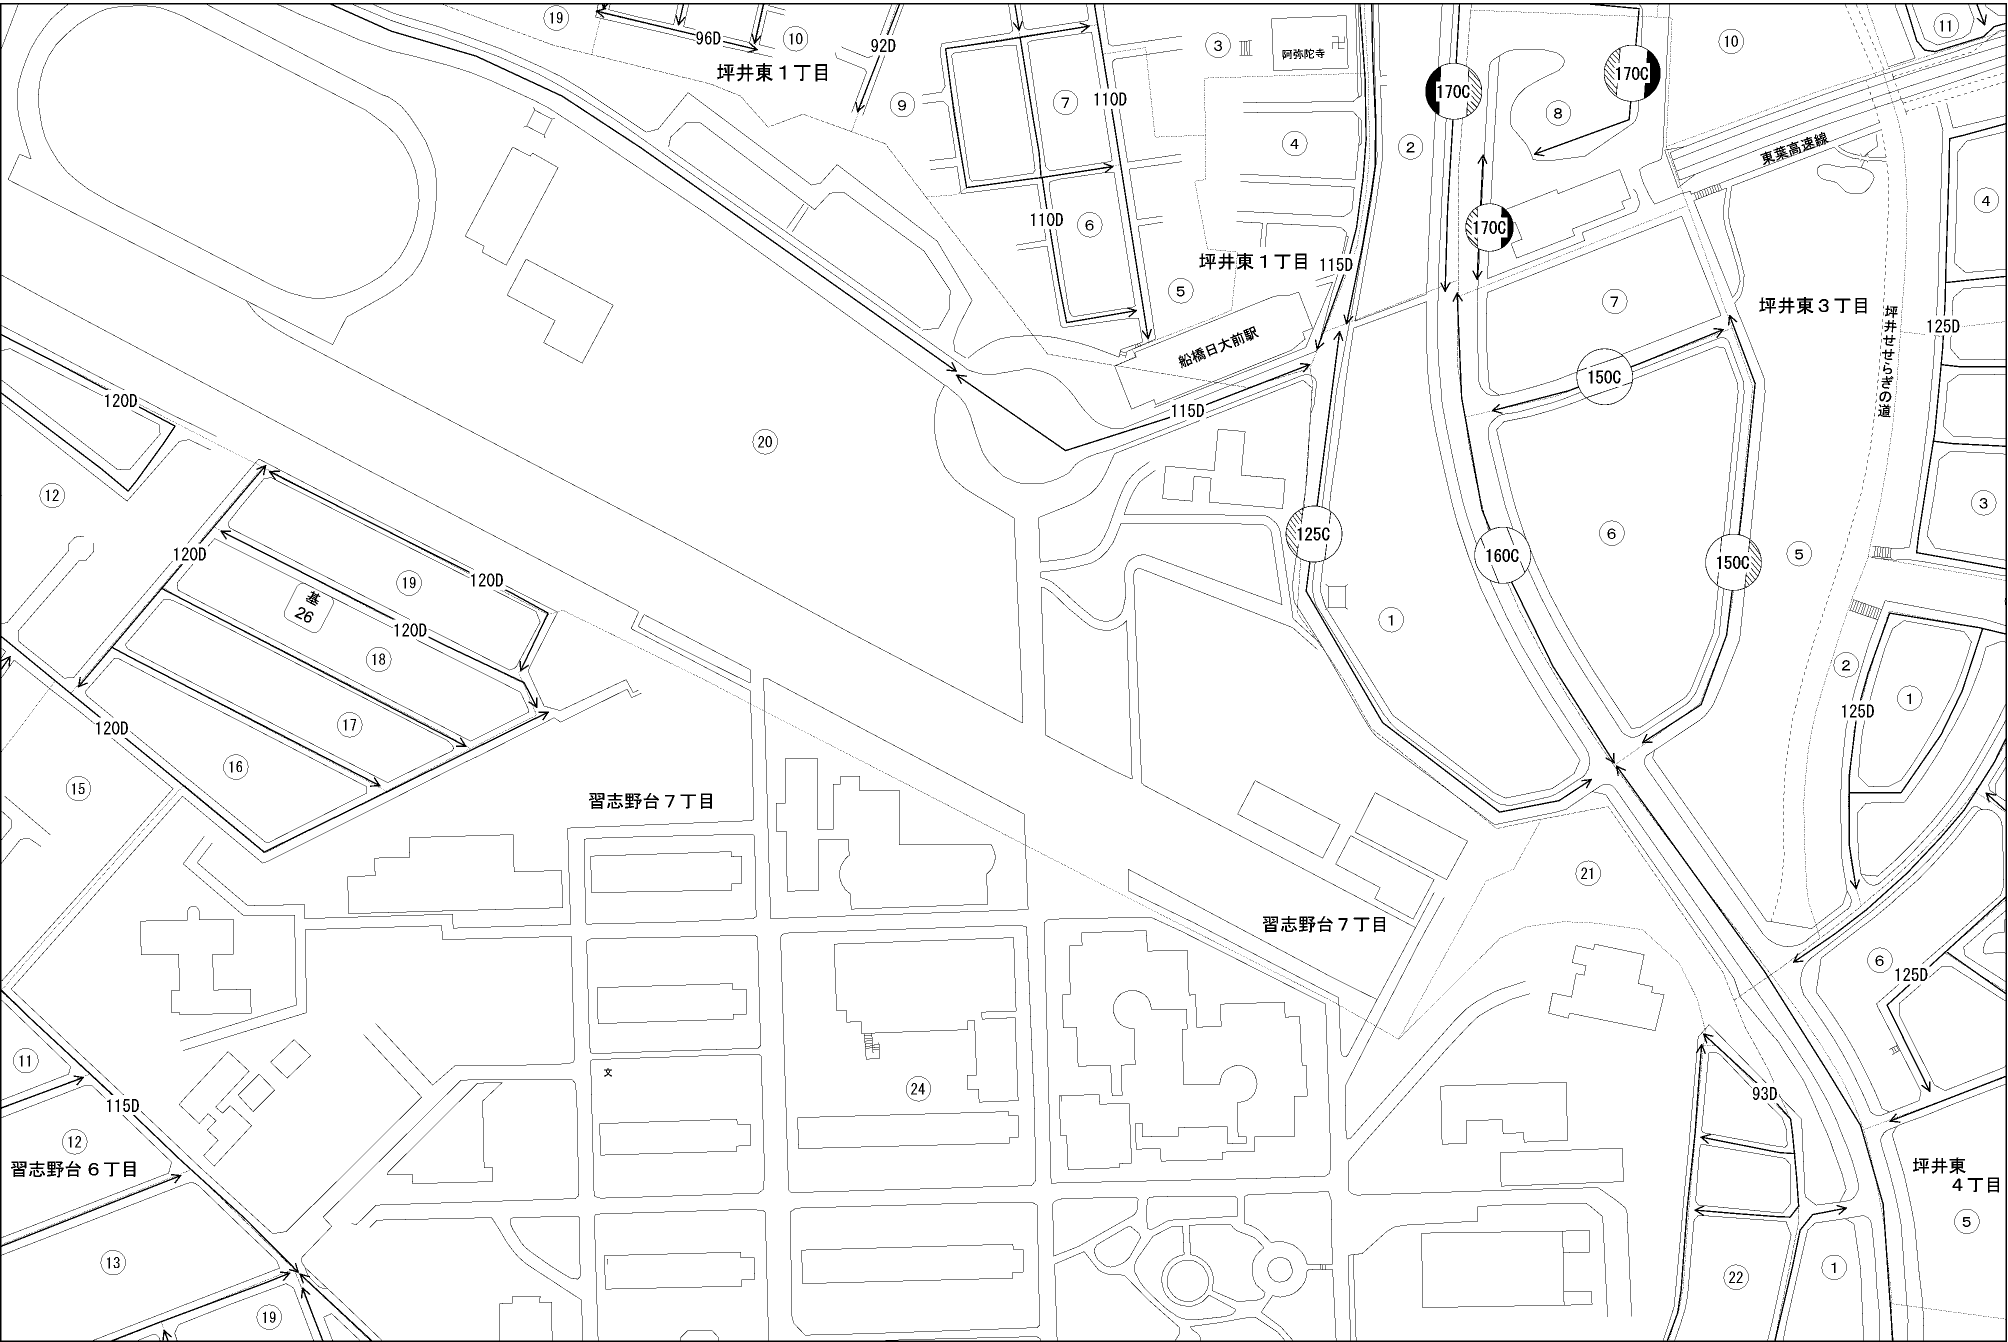 ⑲
96D
⑩
坪井東1丁目
92D
⑨
⑦
110D
③
阿弥陀寺
④
②
170C
170C
⑧
⑩
⑪
東葉高速線
④
110D
⑥
170C
坪井東1丁目
115D
⑤
⑦
坪井東3丁目
坪井せせらぎの道
125D
船橋日大前駅
120D
115D
150C
⑳
⑫
③
125C
⑥
160C
150C
⑤
120D
120D
⑲
基
26
120D
⑱
①
②
①
125D
⑰
120D
⑯
⑮
習志野台7丁目
㉑
習志野台7丁目
⑥
125D
⑪
文
㉔
93D
115D
⑫
習志野台6丁目
坪井東
4丁目
⑤
⑬
㉒
①
⑲